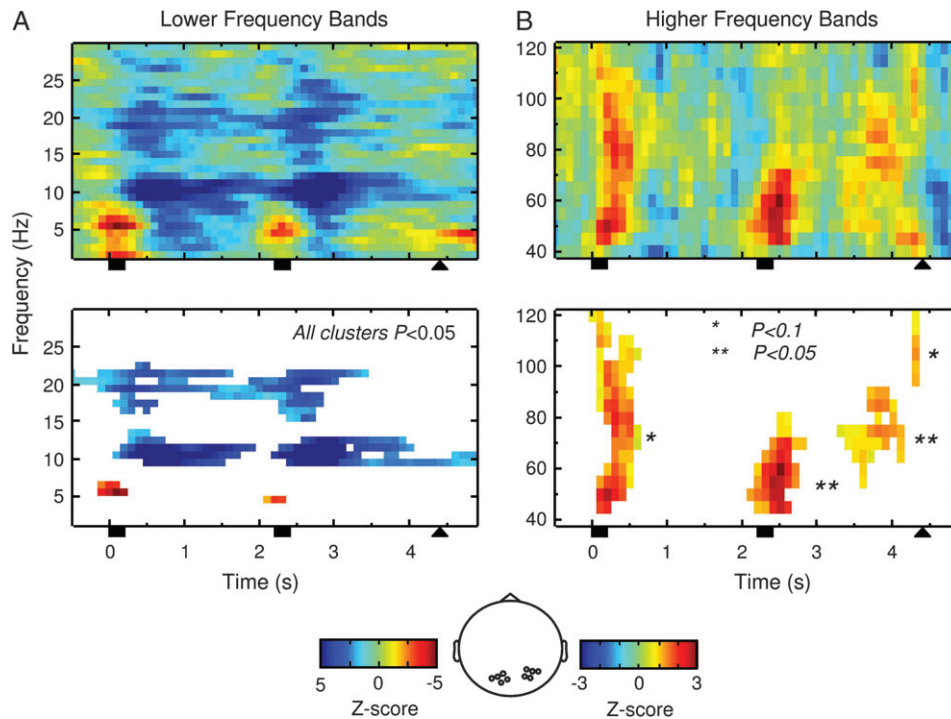 A
Lower Frequency Bands
B
Higher Frequency Bands
25
20
15
10
5
120
100
80
60
40
Frequency (Hz)
All clusters P<0.05
25
20
15
10
5
0 1 2 3 4
Time (s)
* P<0.1
** P<0.05
*
*
**
**
120
100
80
60
40
0 1 2 3 4
Time (s)
5 0 -5
Z-score
-3 0 3
Z-score